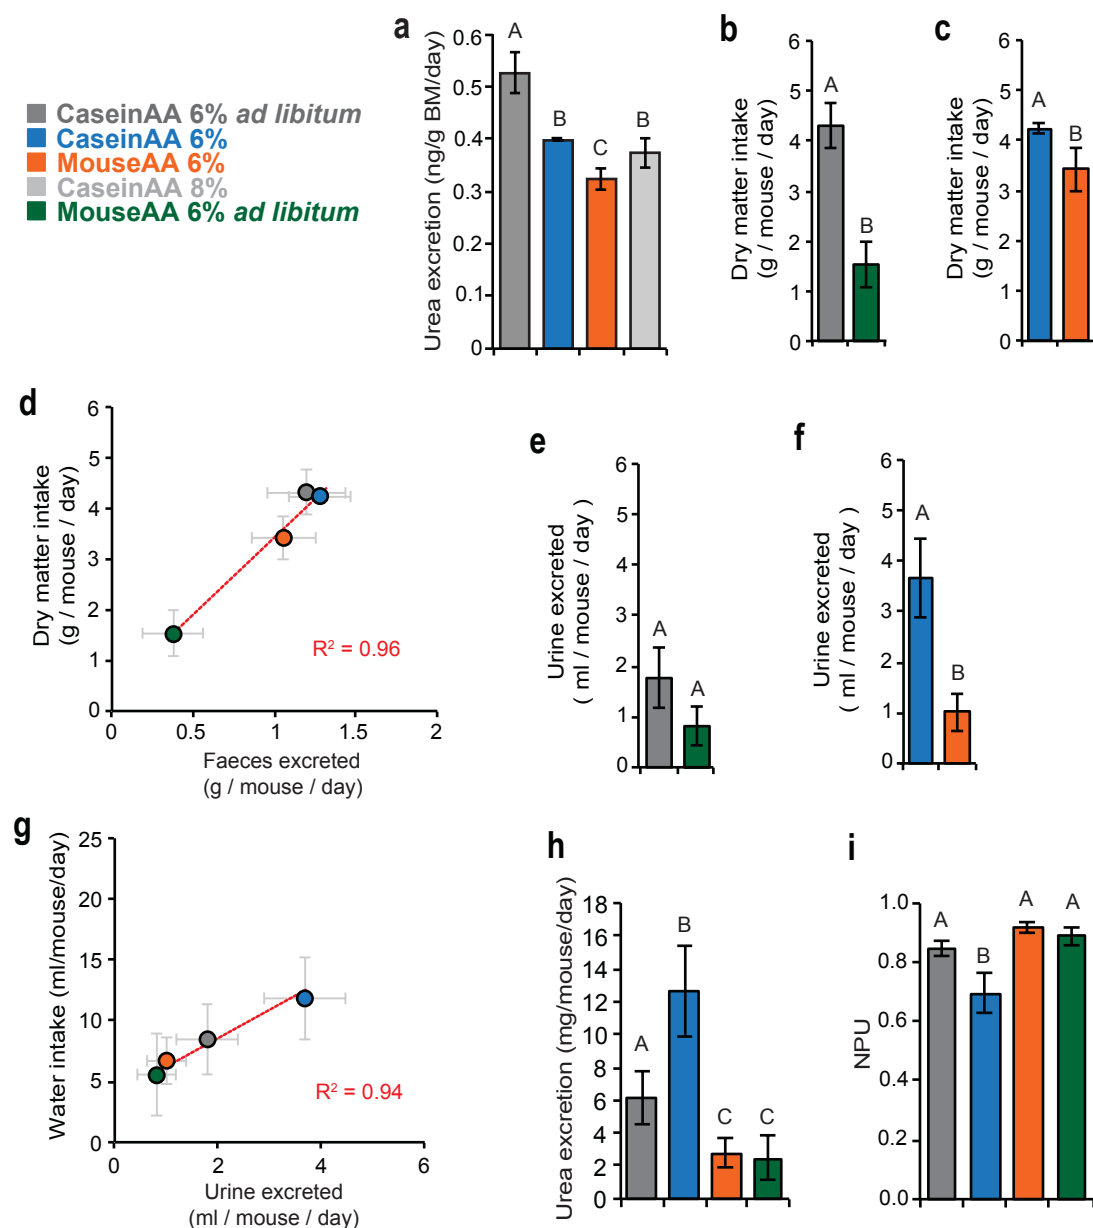 a
Urea excretion (ng/g BM/day)
0.6
0.5
0.4
0.3
0.2
0.1
0
A
B
C
B
b
Dry matter intake
(g / mouse / day)
6
5
4
3
2
1
0
A
B
c
Dry matter intake
(g / mouse / day)
6
5
4
3
2
1
0
A
B
CaseinAA 6% ad libitum
CaseinAA 6%
MouseAA 6%
CaseinAA 8%
MouseAA 6% ad libitum
d
Dry matter intake
(g / mouse / day)
6
5
4
3
2
1
0
R² = 0.96
0 0.5 1 1.5 2
Faeces excreted
(g / mouse / day)
e
Urine excreted
( ml / mouse / day )
6
5
4
3
2
1
0
A
A
f
Urine excreted
( ml / mouse / day )
6
5
4
3
2
1
0
A
B
g
Water intake (ml/mouse/day)
25
20
15
10
5
0
R² = 0.94
0 2 4 6
Urine excreted
(ml / mouse / day)
h
Urea excretion (mg/mouse/day)
18
16
14
12
10
8
6
4
2
0
A
B
C
C
i
NPU
1.0
0.8
0.6
0.4
0.2
0.0
A
B
A
A